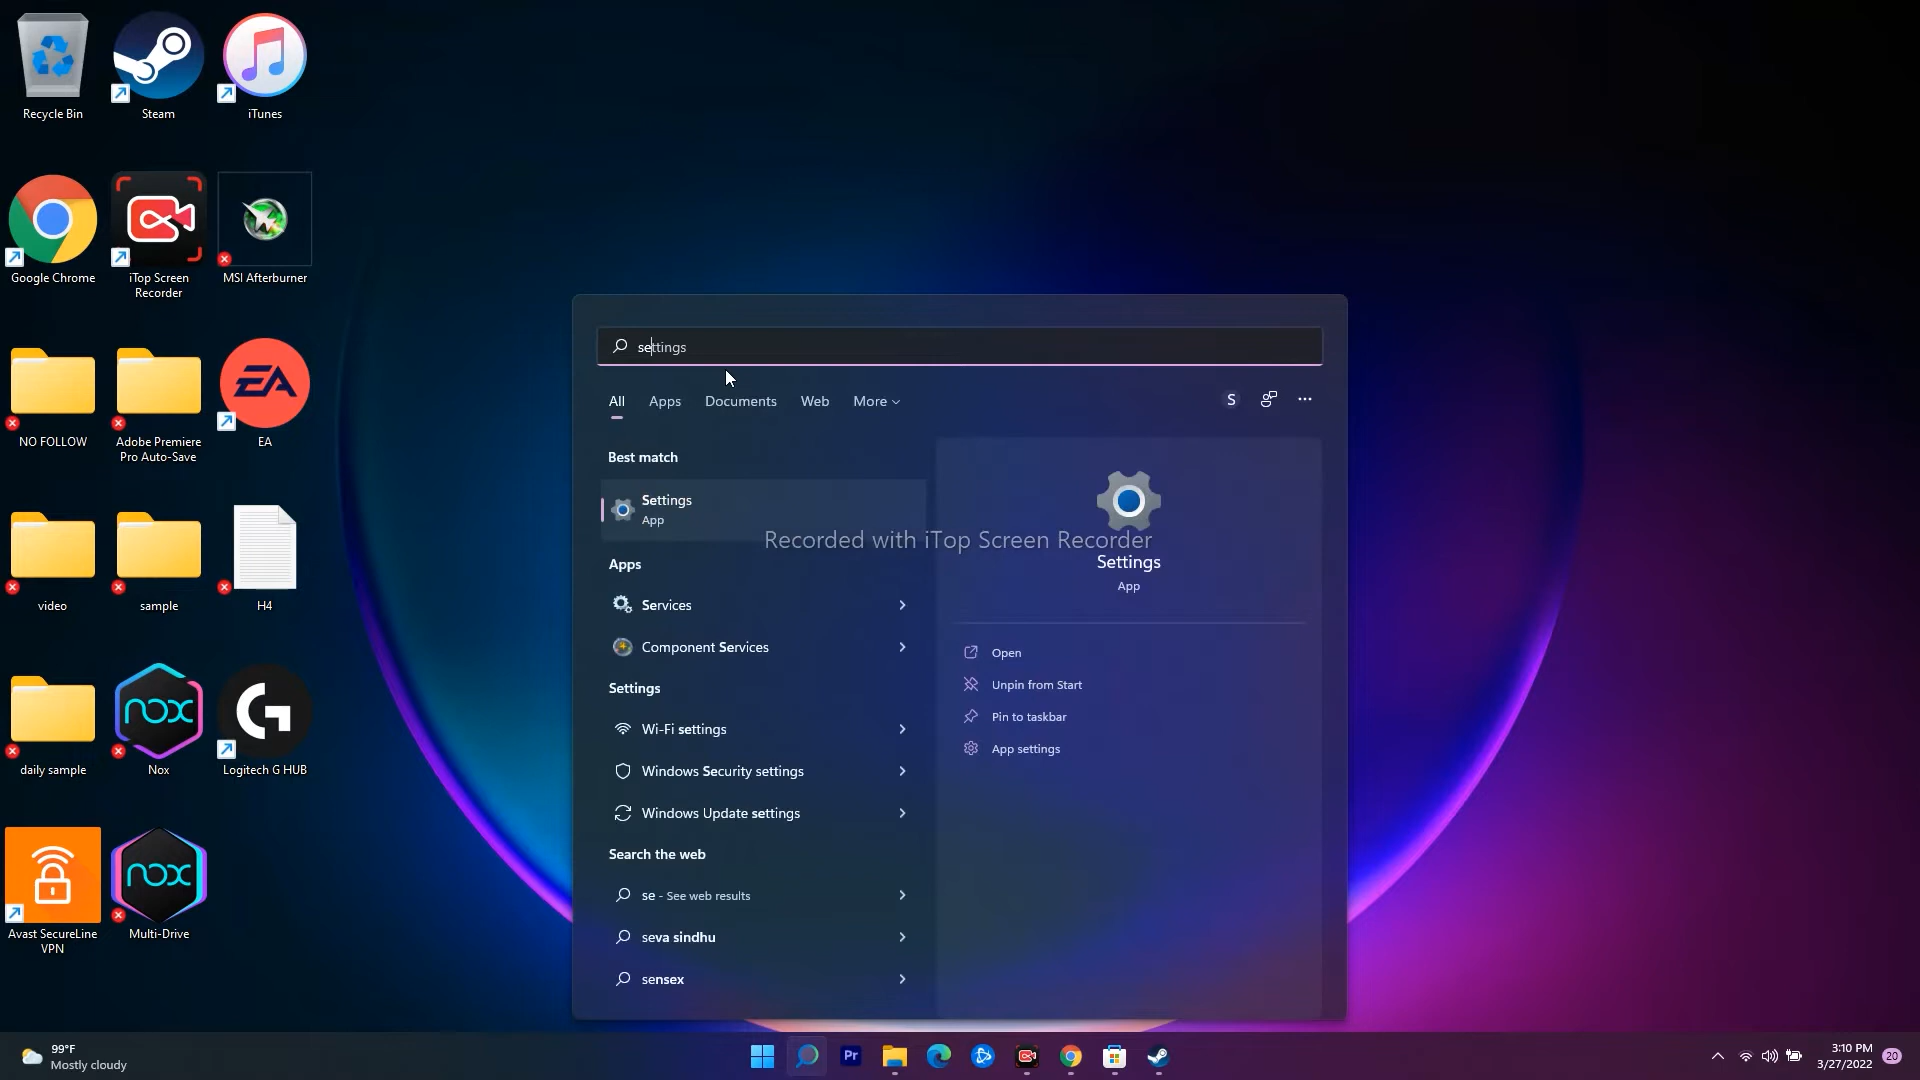 Recycle Bin
Steam
iTunes
Google Chrome
iTop Screen
Recorder
MSI Afterburner
NO FOLLOW
Adobe Premiere
Pro Auto-Save
EA
EA
video
sample
H4
nox
daily sample
Nox
Logitech G HUB
nox
Avast SecureLine
VPN
Multi-Drive
settings
All
Apps
Documents
Web
More
S
Best match
Settings
App
Recorded with iTop Screen Recorder
Settings
App
Apps
Services
Component Services
Open
Unpin from Start
Pin to taskbar
App settings
Settings
Wi-Fi settings
Windows Security settings
Windows Update settings
Search the web
se - See web results
seva sindhu
sensex
99°F
Mostly cloudy
Pr
3:10 PM
3/27/2022
20